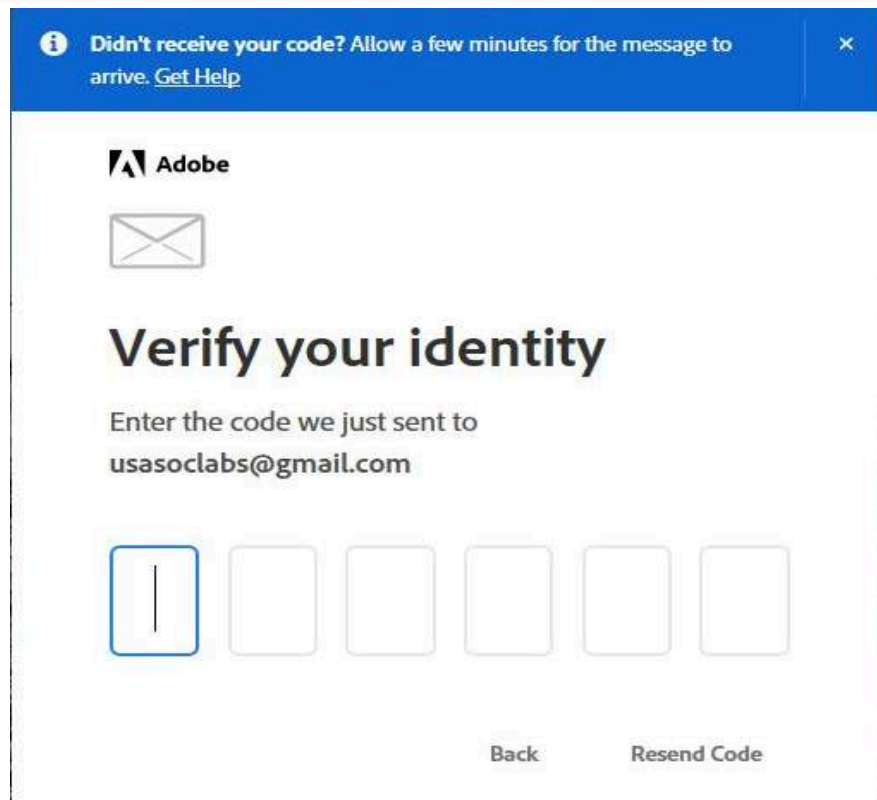 Didn't receive your code? Allow a few minutes for the message to
arrive. Get Help
Adobe
Verify your identity
Enter the code we just sent to
usasoclabs@gmail.com
Back Resend Code